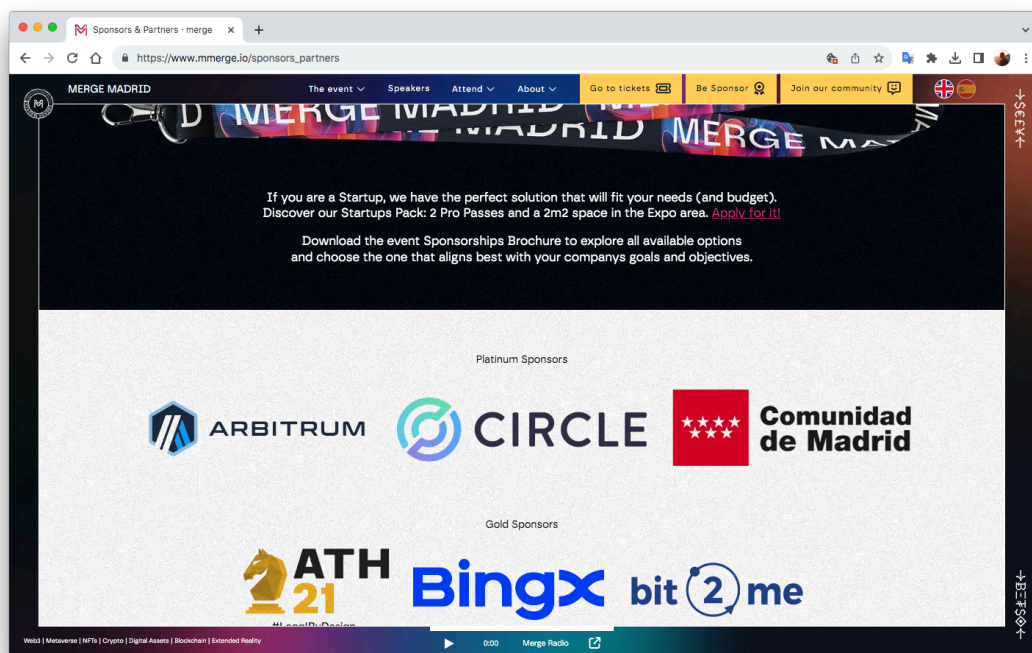 Sponsors & Partners · merge
https://www.mmerge.io/sponsors_partners
MERGE MADRID
The event
Speakers
Attend
About
Go to tickets
Be Sponsor
Join our community
D MERGE MADRID MERGE MA
If you are a Startup, we have the perfect solution that will fit your needs (and budget).
Discover our Startups Pack: 2 Pro Passes and a 2m2 space in the Expo area. Apply for it!
Download the event Sponsorships Brochure to explore all available options
and choose the one that aligns best with your companys goals and objectives.
Platinum Sponsors
ARBITRUM
CIRCLE
Comunidad
de Madrid
Gold Sponsors
ATH
21
#LegalByDesign
BingX
bit 2 me
Web3 | Metaverse | NFTs | Crypto | Digital Assets | Blockchain | Extended Reality
0:00
Merge Radio